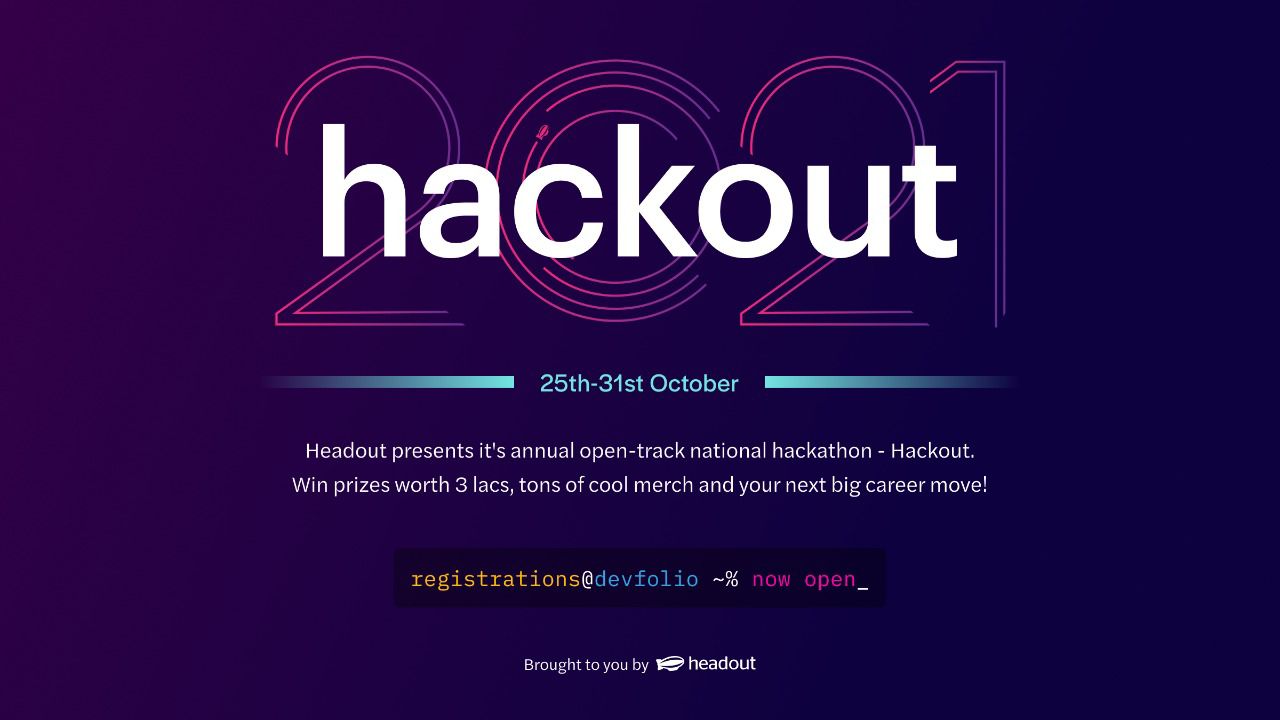 2021
hackout
25th-31st October
Headout presents it's annual open-track national hackathon - Hackout.
Win prizes worth 3 lacs, tons of cool merch and your next big career move!
registrations@devfolio ~% now open_
Brought to you by headout